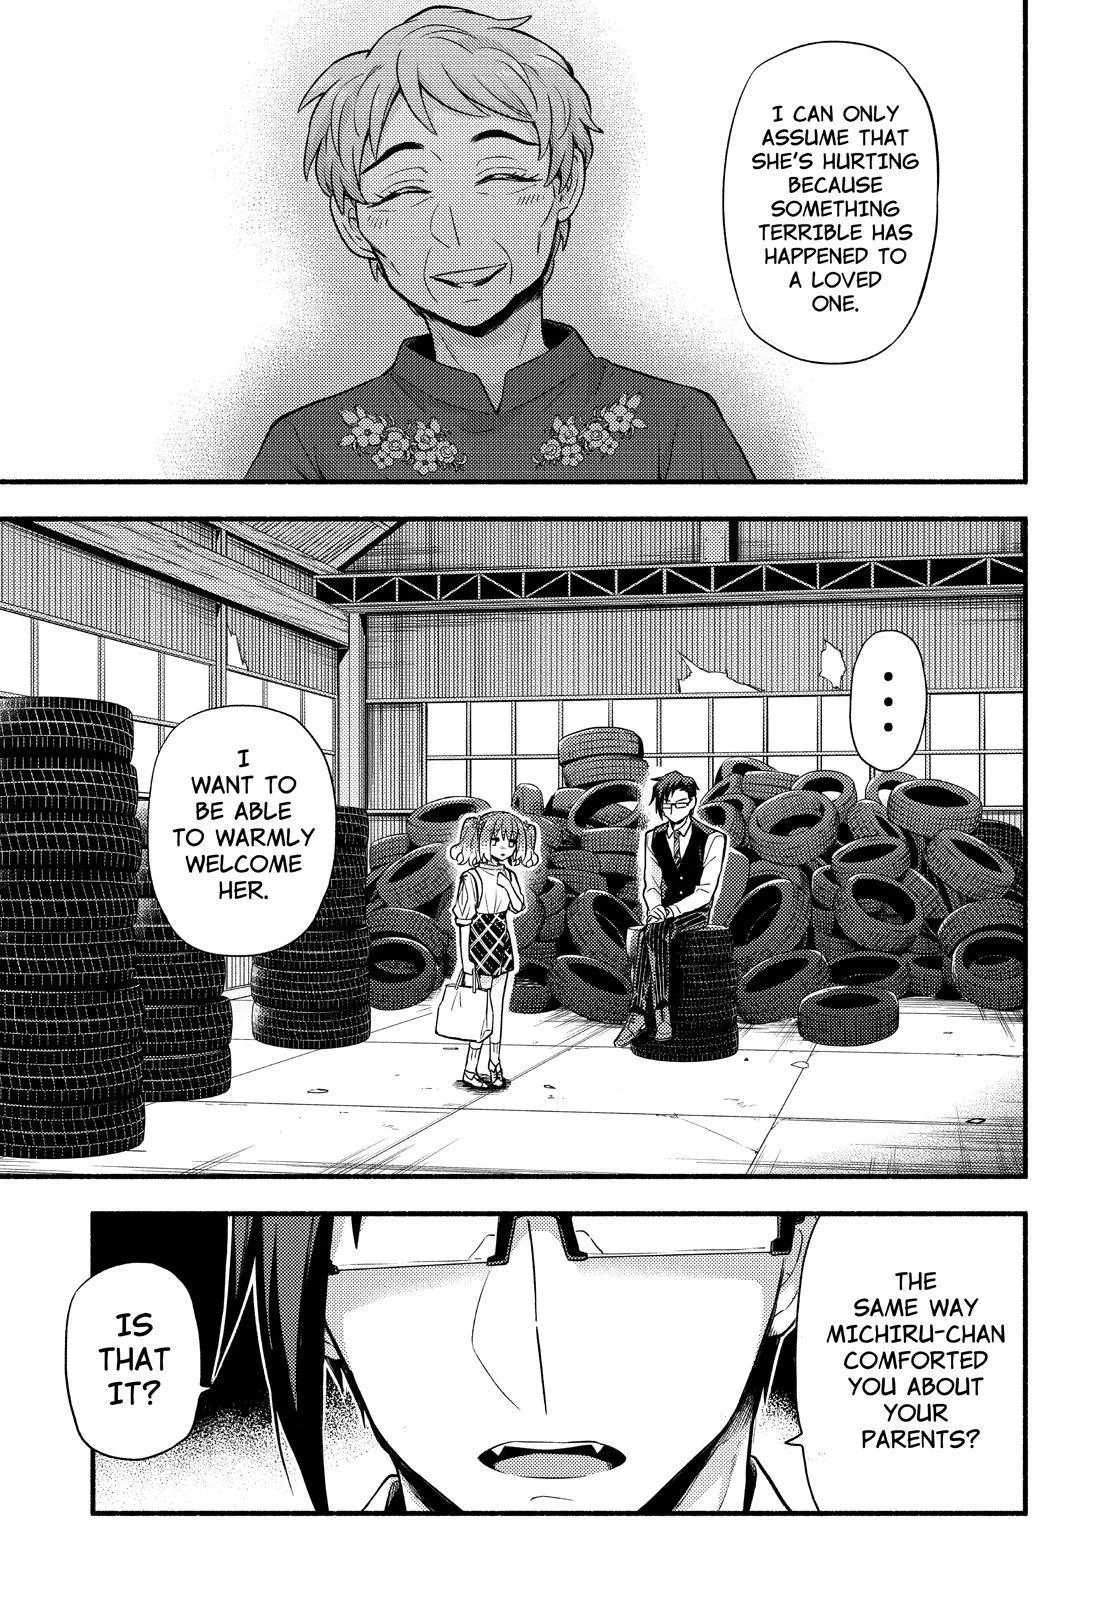 I CAN ONLY
ASSUME THAT
SHE'S HURTING
BECAUSE
SOMETHING
TERRIBLE HAS
HAPPENED TO
A LOVED
ONE.
...
I
WANT TO
BE ABLE
TO WARMLY
WELCOME
HER.
THE
SAME WAY
MICHIRU-CHAN
COMFORTED
YOU ABOUT
YOUR
PARENTS?
IS
THAT
IT?